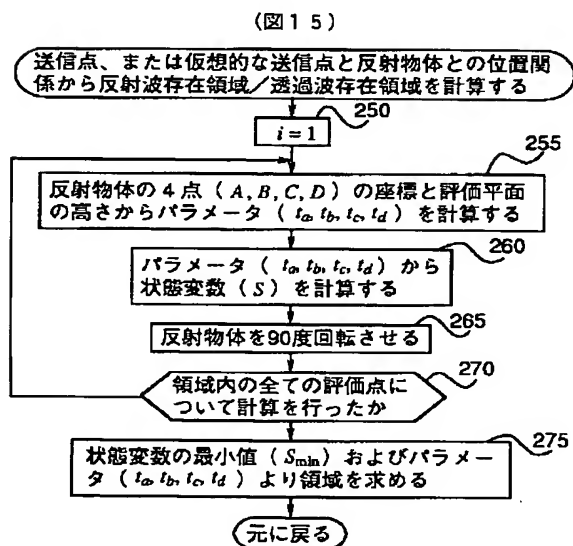 (図15)
送信点、または仮想的な送信点と反射物体との位置関
係から反射波存在領域／透過波存在領域を計算する
250
i = 1
255
反射物体の4点(A, B, C, D)の座標と評価平面
の高さからパラメータ(ta, tb, tc, td)を計算する
260
パラメータ(ta, tb, tc, td)から
状態変数(S)を計算する
265
反射物体を90度回転させる
270
領域内の全ての評価点に
ついて計算を行ったか
275
状態変数の最小値(Smin)およびパラメー
タ(ta, tb, tc, td)より領域を求める
元に戻る